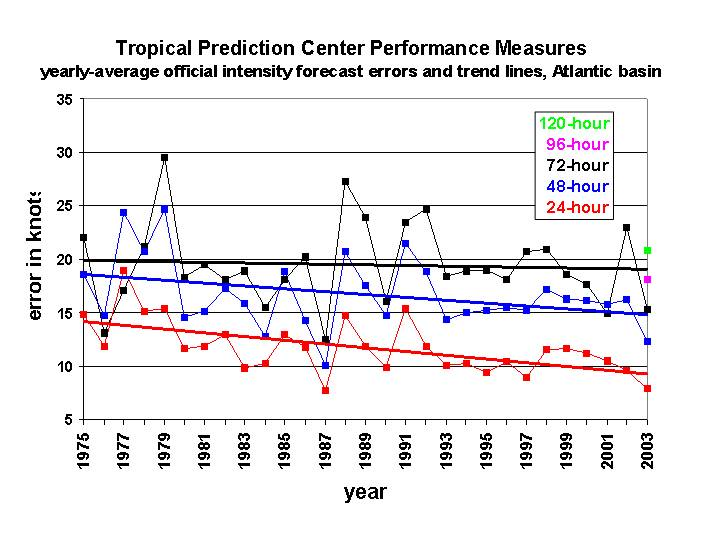 Tropical Prediction Center Performance Measures
yearly-average official intensity forecast errors and trend lines, Atlantic basin
35
30
25
20
15
10
5
error in knots
120-hour
96-hour
72-hour
48-hour
24-hour
1975
1977
1979
1981
1983
1985
1987
1989
1991
1993
1995
1997
1999
2001
2003
year